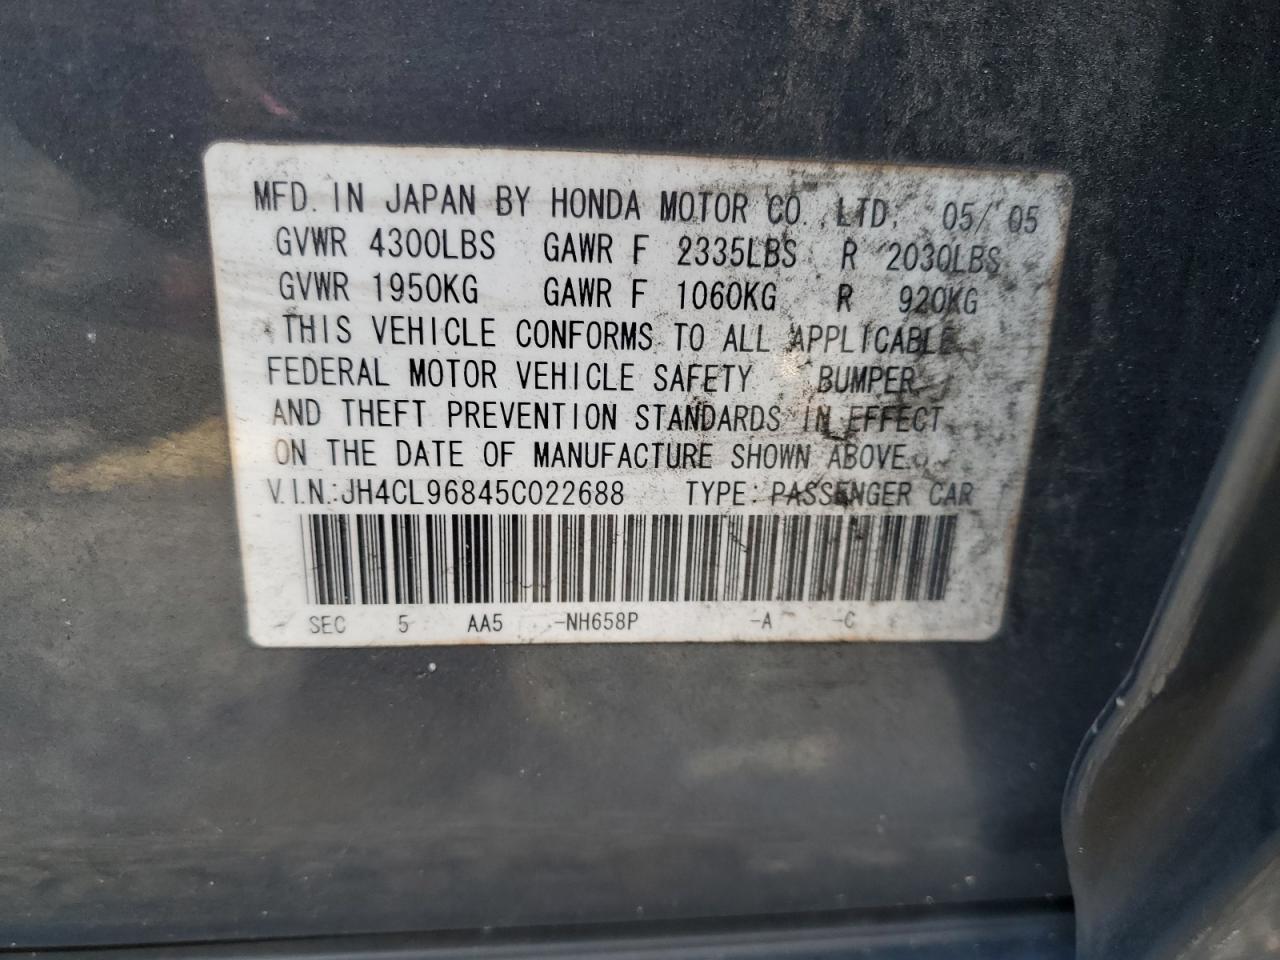 MFD. IN JAPAN BY HONDA MOTOR CO., LTD. 05/ 05
GVWR 4300LBS GAWR F 2335LBS R 2030LBS
GVWR 1950KG GAWR F 1060KG R 920KG
THIS VEHICLE CONFORMS TO ALL APPLICABLE
FEDERAL MOTOR VEHICLE SAFETY BUMPER
AND THEFT PREVENTION STANDARDS IN EFFECT
ON THE DATE OF MANUFACTURE SHOWN ABOVE.
V.I.N.:JH4CL96845C022688 TYPE: PASSENGER CAR
SEC 5 AA5 -NH658P -A -C